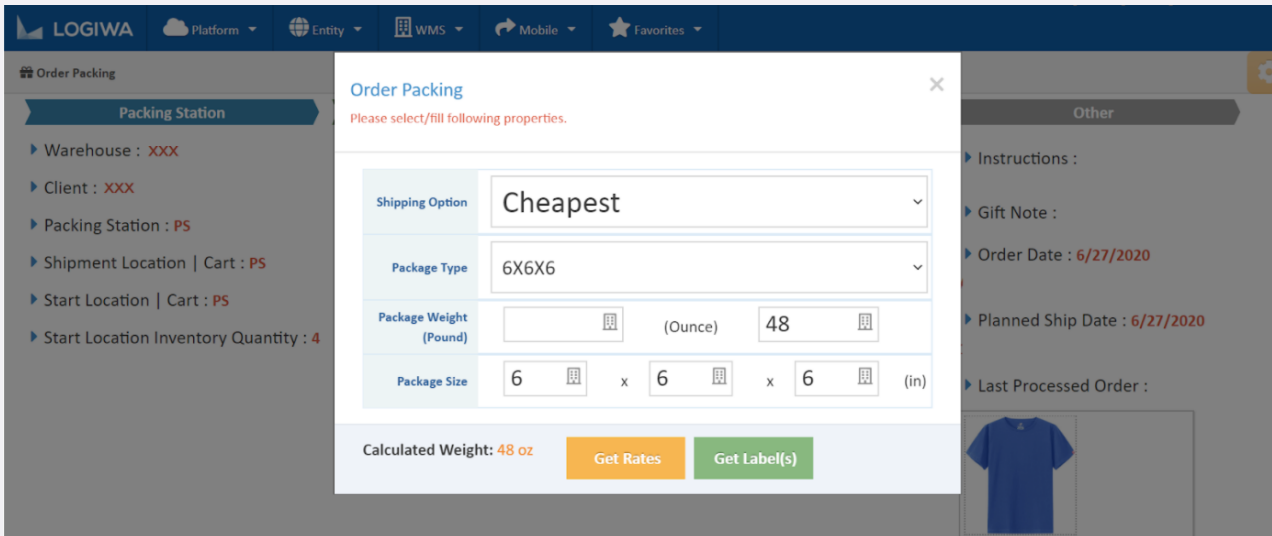 LOGIWA Platform Entity WMS Mobile Favorites
Order Packing
Packing Station
Warehouse : XXX
Client : XXX
Packing Station : PS
Shipment Location | Cart : PS
Start Location | Cart : PS
Start Location Inventory Quantity : 4
Order Packing ×
Please select/fill following properties.
Shipping Option Cheapest
Package Type 6X6X6
Package Weight (Ounce) 48
(Pound)
Package Size 6 x 6 x 6 (in)
Calculated Weight: 48 oz Get Rates Get Label(s)
Other
Instructions :
Gift Note :
Order Date : 6/27/2020
Planned Ship Date : 6/27/2020
Last Processed Order :